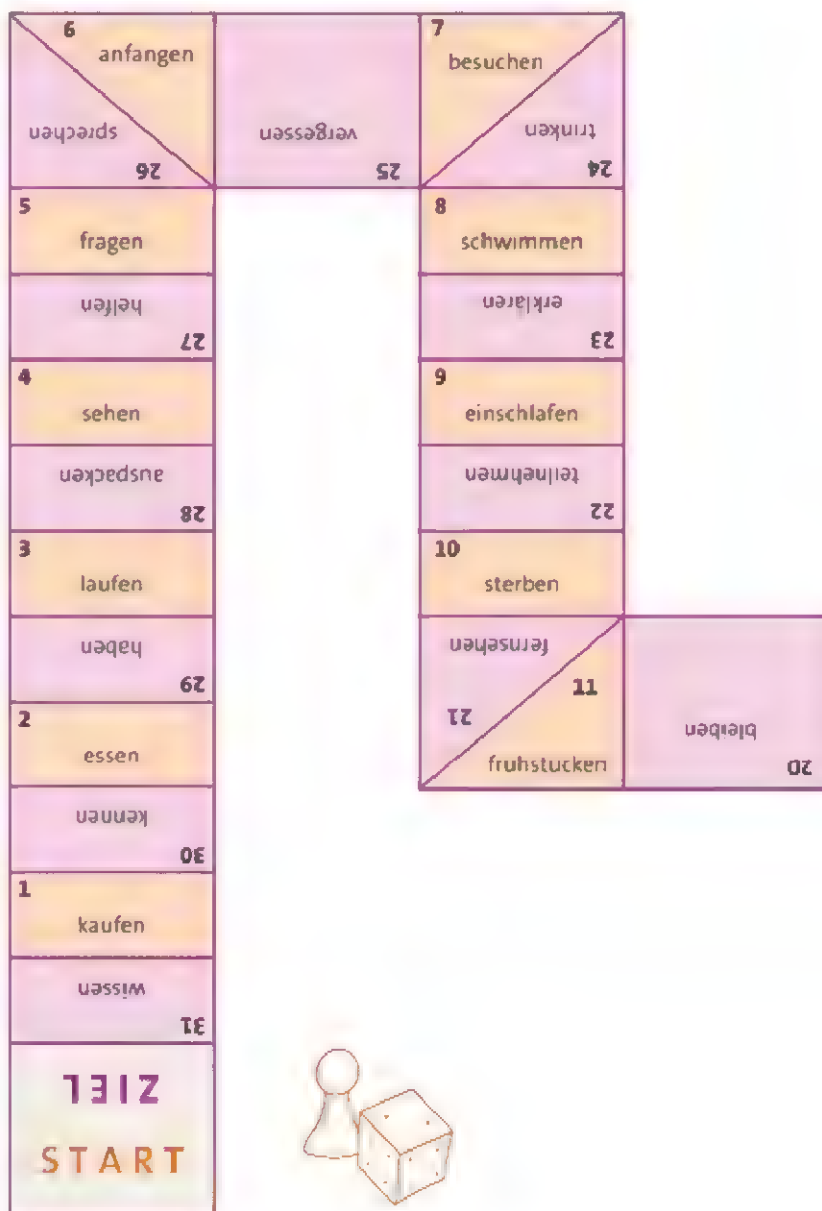 6
anfangen
sprechen
26
vergessen
25
7
besuchen
trinken
24
5
fragen
helfen
27
8
schwimmen
erklären
23
4
sehen
auspacken
28
9
einschlafen
teilnehmen
22
3
laufen
haben
29
10
sterben
fernsehen
21
11
fruhstucken
bleiben
20
2
essen
kennen
30
1
kaufen
wissen
31
ZIEL
START